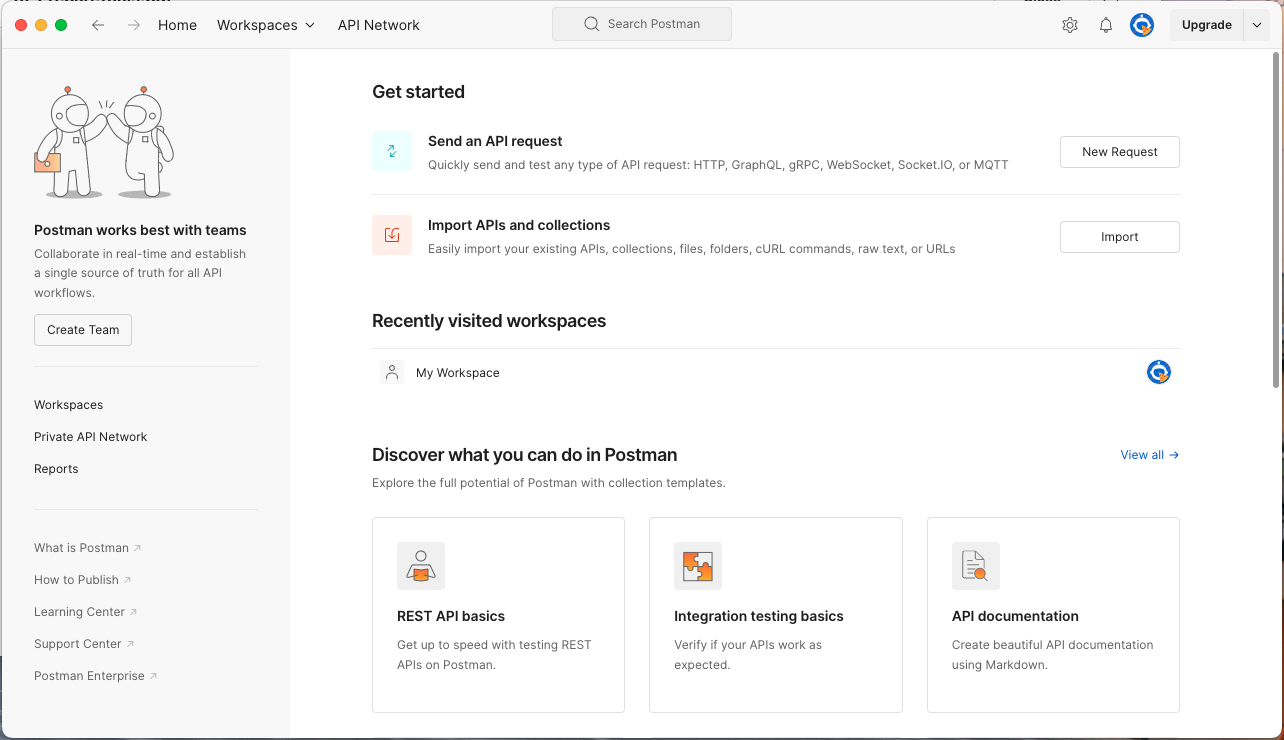 Home
Workspaces
API Network
Search Postman
Upgrade
Postman works best with teams
Collaborate in real-time and establish
a single source of truth for all API
workflows.
Create Team
Workspaces
Private API Network
Reports
What is Postman
How to Publish
Learning Center
Support Center
Postman Enterprise
Get started
Send an API request
Quickly send and test any type of API request: HTTP, GraphQL, gRPC, WebSocket, Socket.IO, or MQTT
New Request
Import APIs and collections
Easily import your existing APIs, collections, files, folders, cURL commands, raw text, or URLs
Import
Recently visited workspaces
My Workspace
Discover what you can do in Postman
View all →
Explore the full potential of Postman with collection templates.
REST API basics
Get up to speed with testing REST
APIs on Postman.
Integration testing basics
Verify if your APIs work as
expected.
API documentation
Create beautiful API documentation
using Markdown.